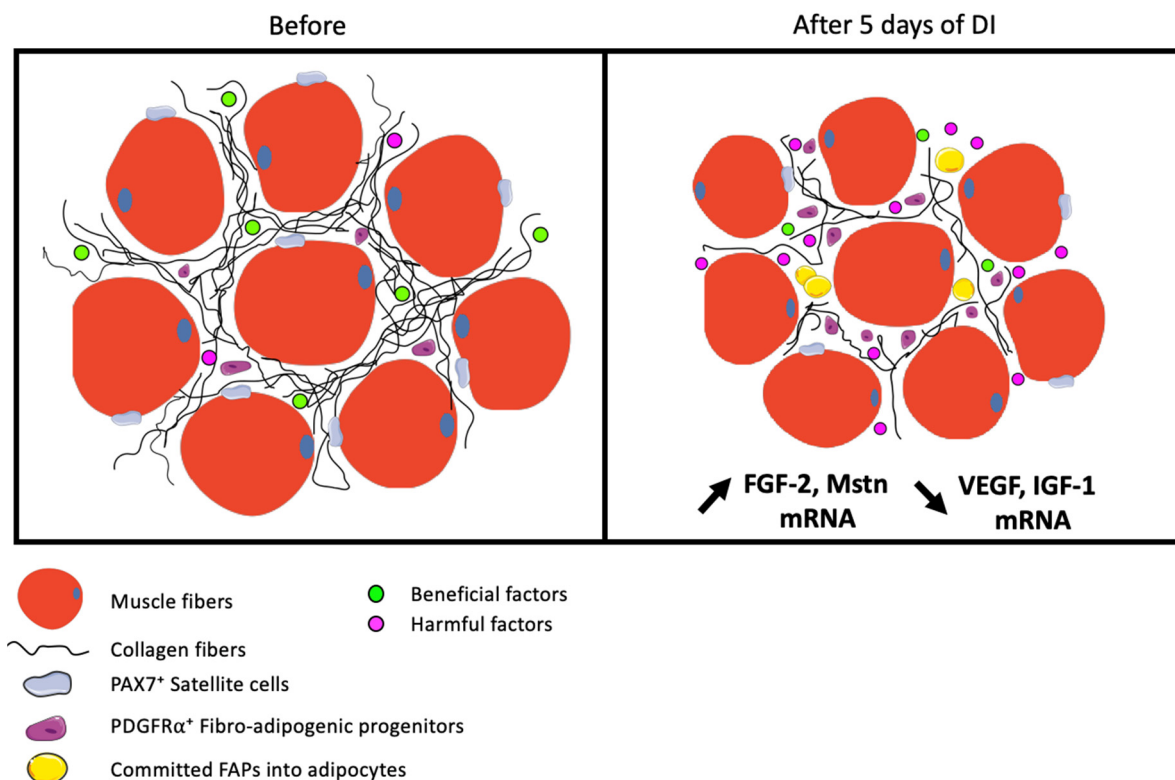 Before
After 5 days of DI
FGF-2, Mstn
mRNA
VEGF, IGF-1
mRNA
Muscle fibers
Collagen fibers
PAX7⁺ Satellite cells
PDGFRα⁺ Fibro-adipogenic progenitors
Committed FAPs into adipocytes
Beneficial factors
Harmful factors